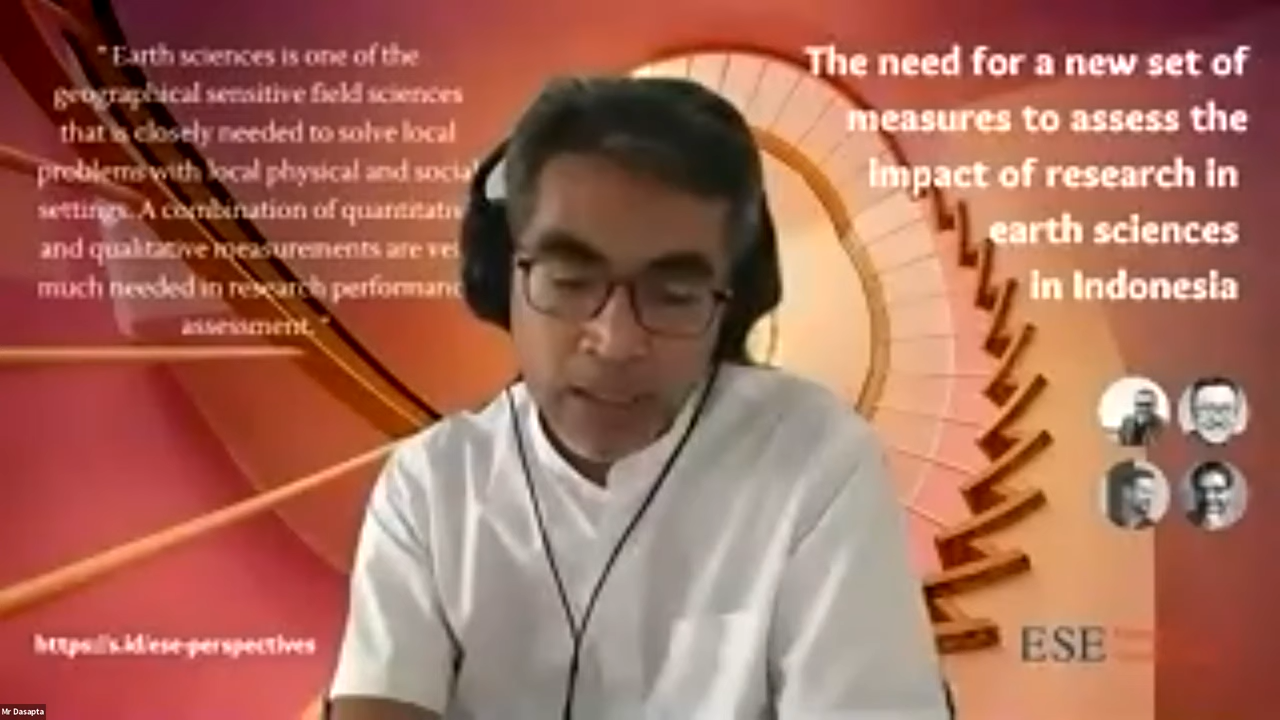 " Earth sciences is one of the
geographical sensitive field sciences
that is closely needed to solve local
problems with local physical and social
settings. A combination of quantitativ
and qualitative measurements are ver
much needed in research performanc
assessment. "
The need for a new set of
measures to assess the
impact of research in
earth sciences
in Indonesia
https://s.id/ese-perspectives
ESE
Mr Dasapta